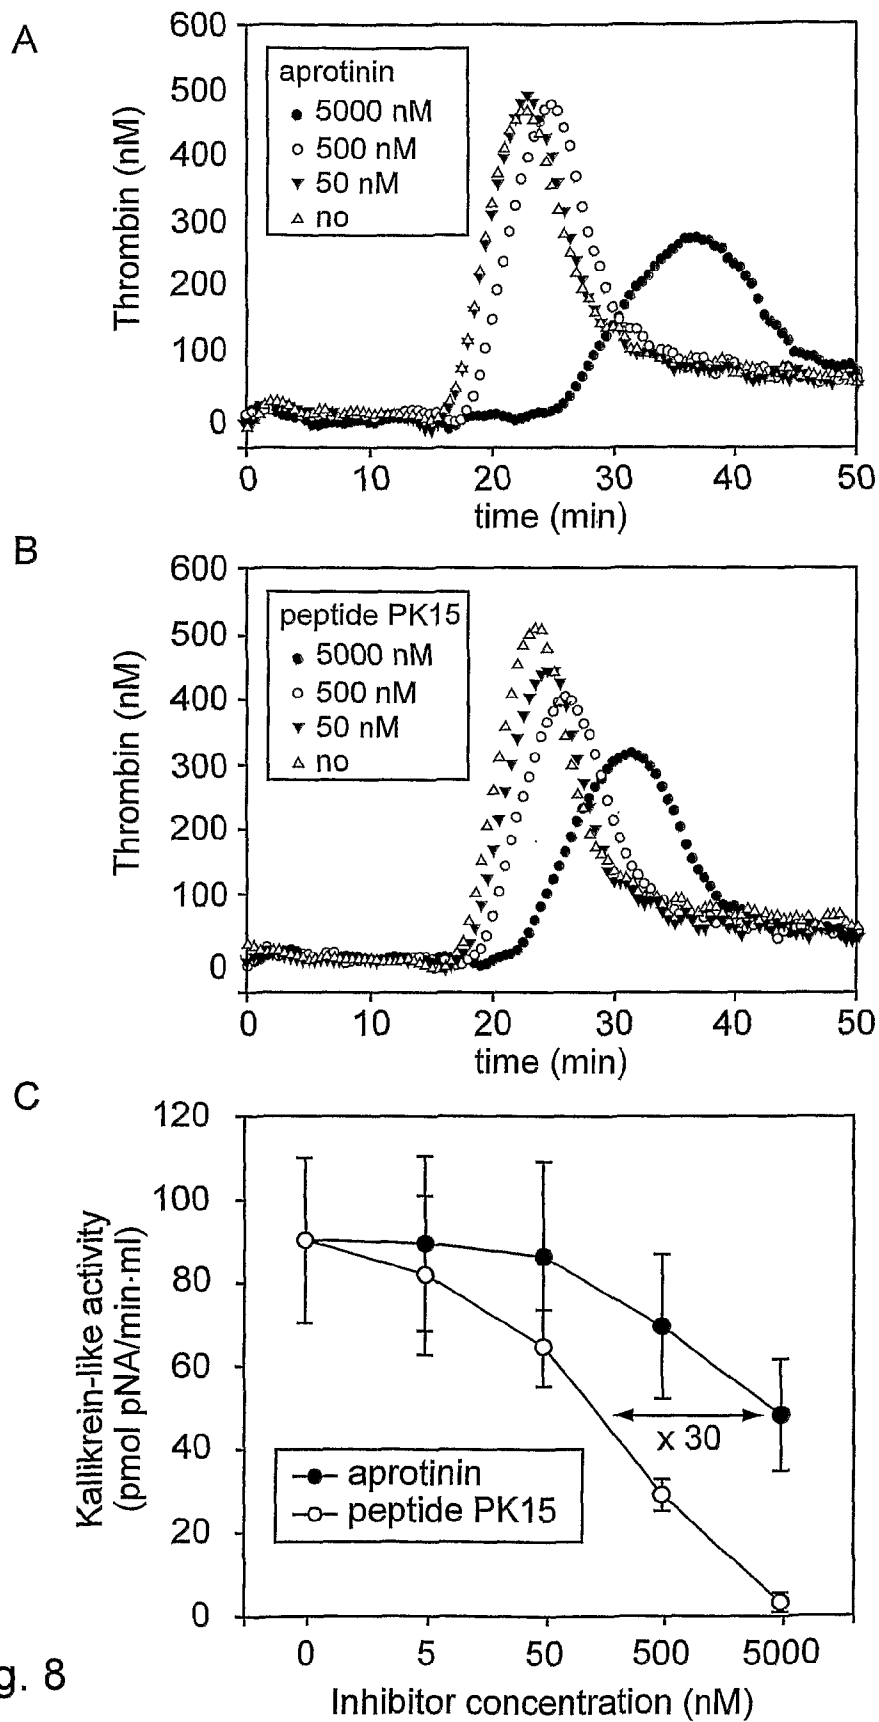 A
600
500
400
300
200
100
0
Thrombin (nM)
aprotinin
● 5000 nM
○ 500 nM
▼ 50 nM
△ no
0 10 20 30 40 50
time (min)
B
600
500
400
300
200
100
0
Thrombin (nM)
peptide PK15
● 5000 nM
○ 500 nM
▼ 50 nM
△ no
0 10 20 30 40 50
time (min)
C
120
100
80
60
40
20
0
Kallikrein-like activity
(pmol pNA/min·ml)
x 30
aprotinin
peptide PK15
0 5 50 500 5000
Inhibitor concentration (nM)
g. 8